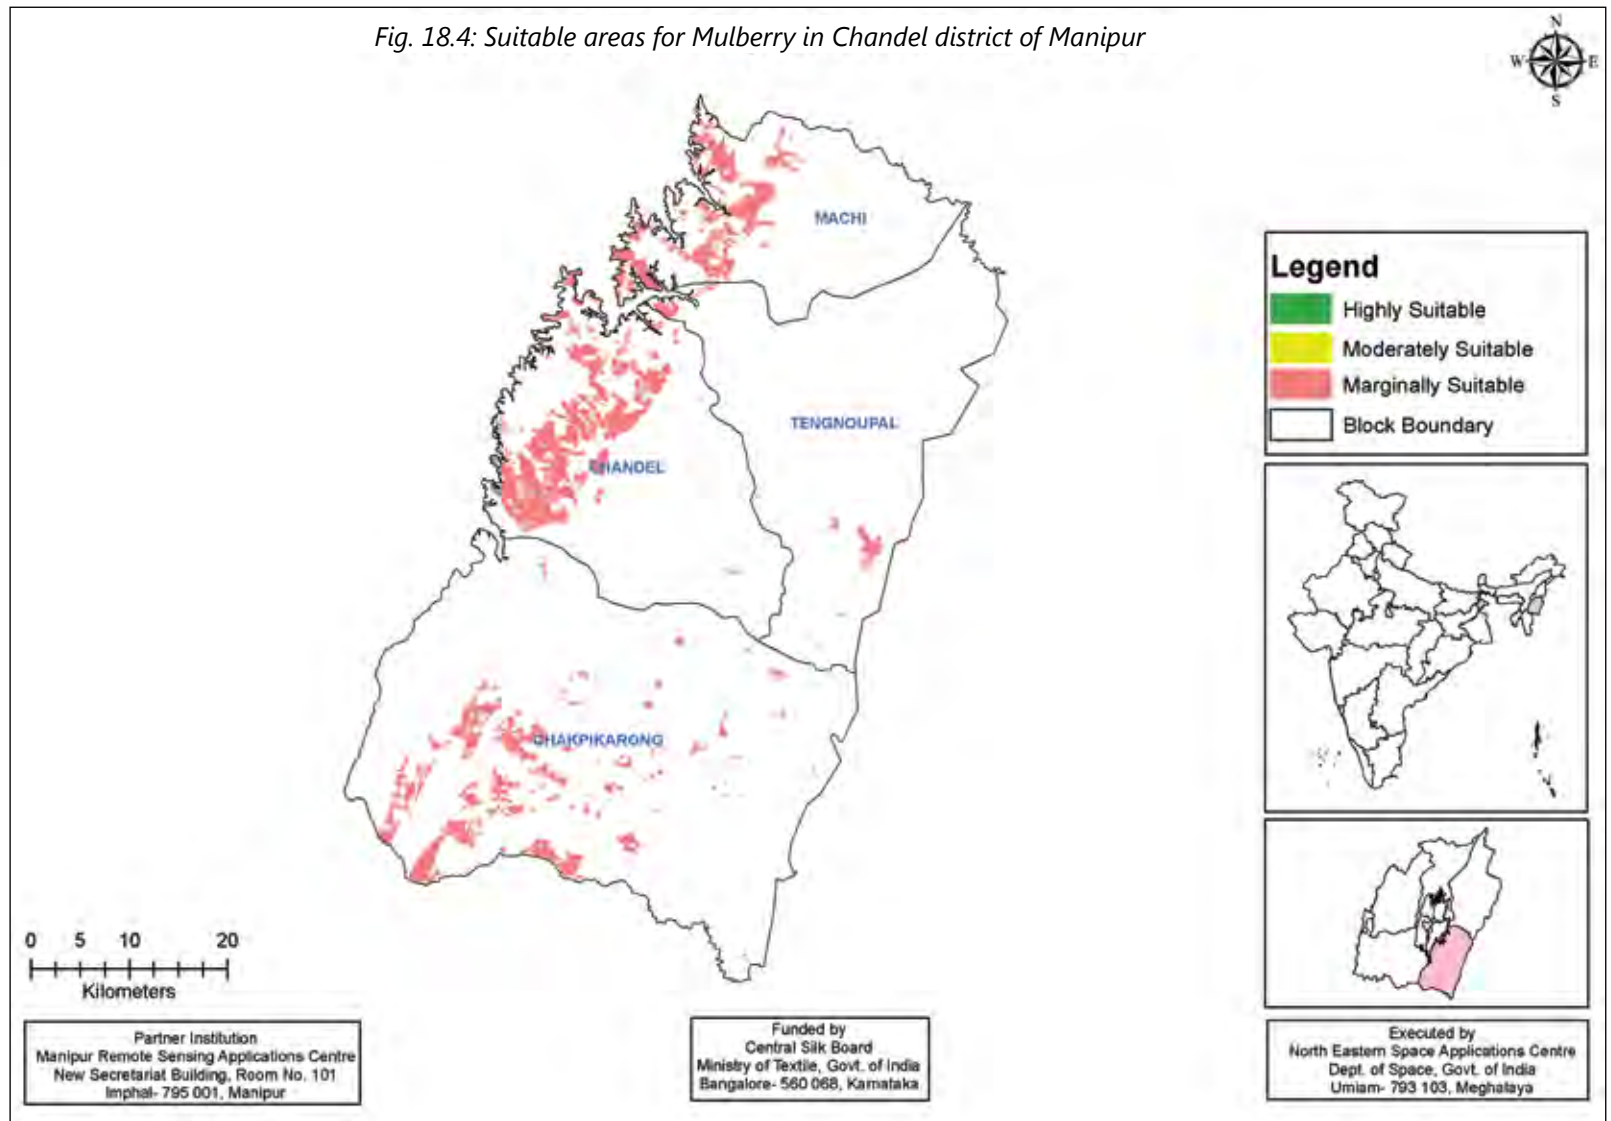 Fig. 18.4: Suitable areas for Mulberry in Chandel district of Manipur
N
W
E
S
MACHI
TENGNOUPAL
CHANDEL
CHAKPIKARONG
Legend
Highly Suitable
Moderately Suitable
Marginally Suitable
Block Boundary
0 5 10 20
Kilometers
Partner Institution
Manipur Remote Sensing Applications Centre
New Secretariat Building, Room No. 101
Imphal- 795 001, Manipur
Funded by
Central Silk Board
Ministry of Textile, Govt. of India
Bangalore- 560 068, Karnataka
Executed by
North Eastern Space Applications Centre
Dept. of Space, Govt. of India
Umiam- 793 103, Meghalaya